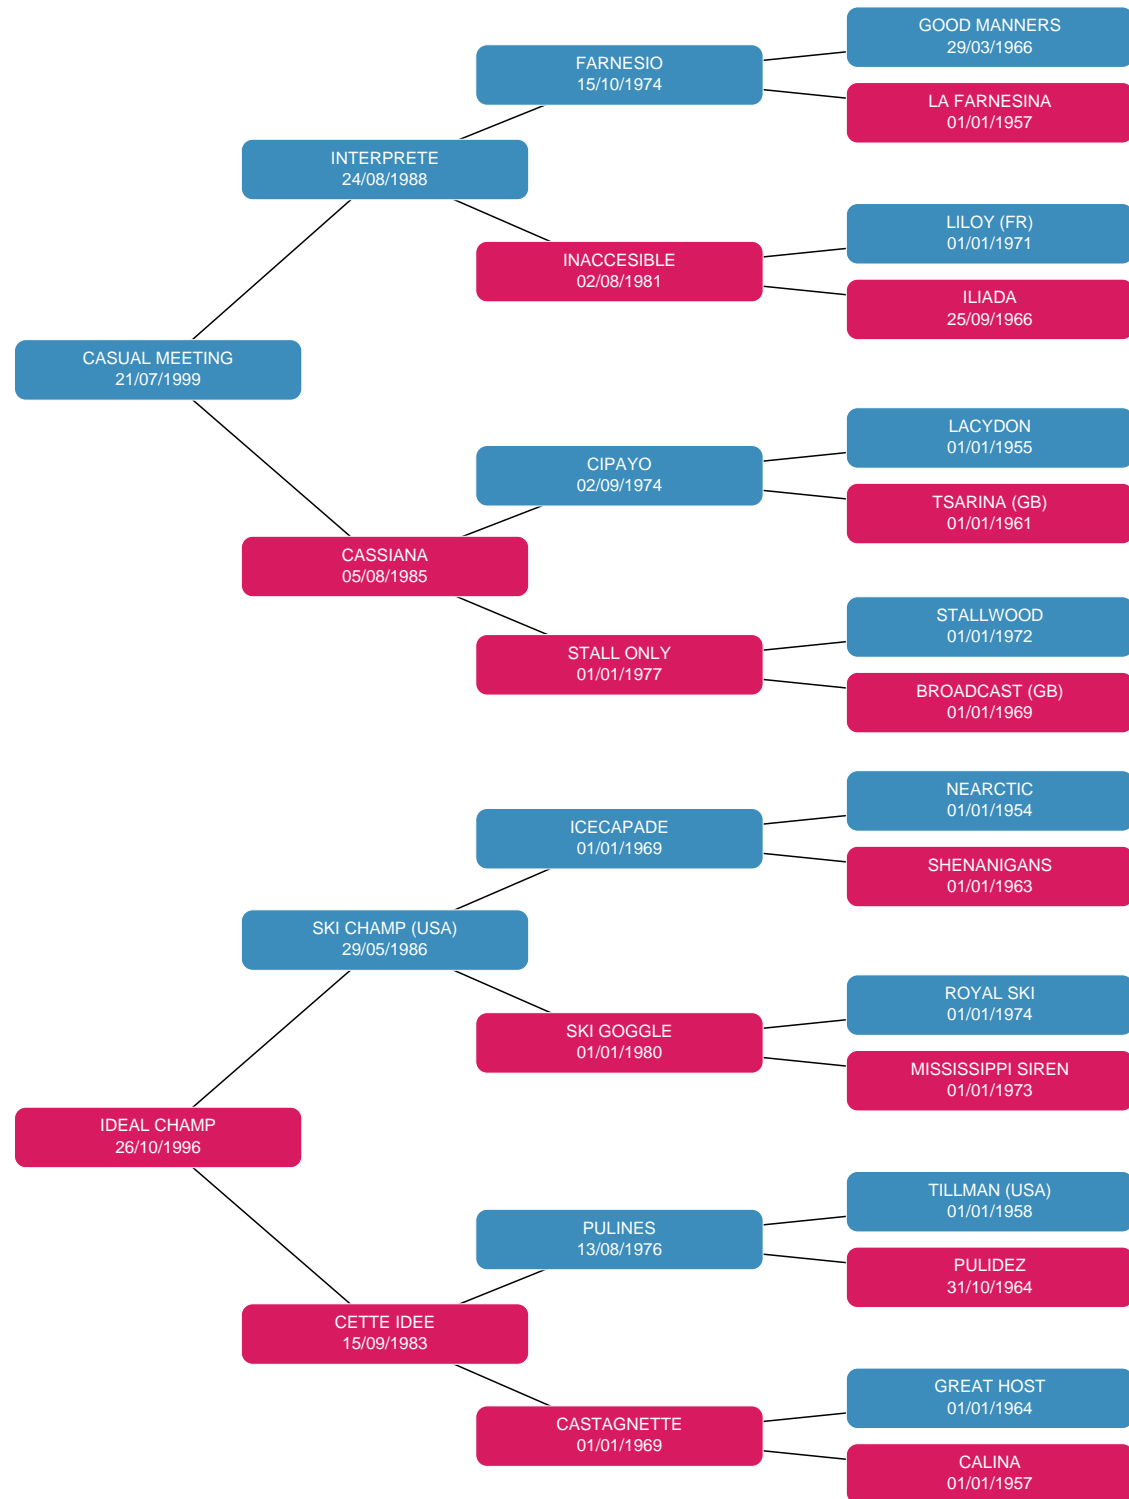 GOOD MANNERS
29/03/1966
FARNESIO
15/10/1974
LA FARNESINA
01/01/1957
INTERPRETE
24/08/1988
LILOY (FR)
01/01/1971
INACCESIBLE
02/08/1981
ILIADA
25/09/1966
CASUAL MEETING
21/07/1999
LACYDON
01/01/1955
CIPAYO
02/09/1974
TSARINA (GB)
01/01/1961
CASSIANA
05/08/1985
STALLWOOD
01/01/1972
STALL ONLY
01/01/1977
BROADCAST (GB)
01/01/1969
NEARCTIC
01/01/1954
ICECAPADE
01/01/1969
SHENANIGANS
01/01/1963
SKI CHAMP (USA)
29/05/1986
ROYAL SKI
01/01/1974
SKI GOGGLE
01/01/1980
MISSISSIPPI SIREN
01/01/1973
IDEAL CHAMP
26/10/1996
TILLMAN (USA)
01/01/1958
PULINES
13/08/1976
PULIDEZ
31/10/1964
CETTE IDEE
15/09/1983
GREAT HOST
01/01/1964
CASTAGNETTE
01/01/1969
CALINA
01/01/1957